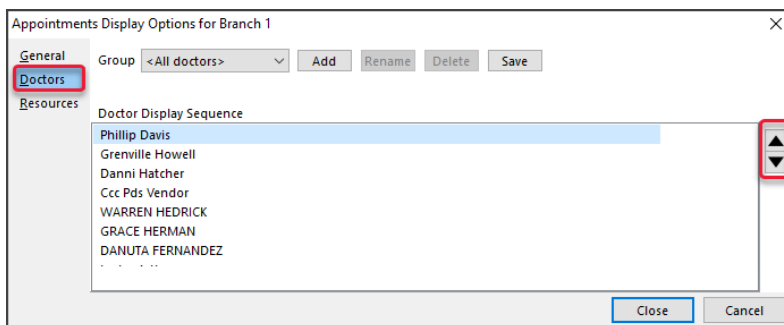 Appointments Display Options for Branch 1
General
Group <All doctors> Add Rename Delete Save
Doctors
Resources
Doctor Display Sequence
Phillip Davis
Grenville Howell
Danni Hatcher
Ccc Pds Vendor
WARREN HEDRICK
GRACE HERMAN
DANUTA FERNANDEZ
Close Cancel